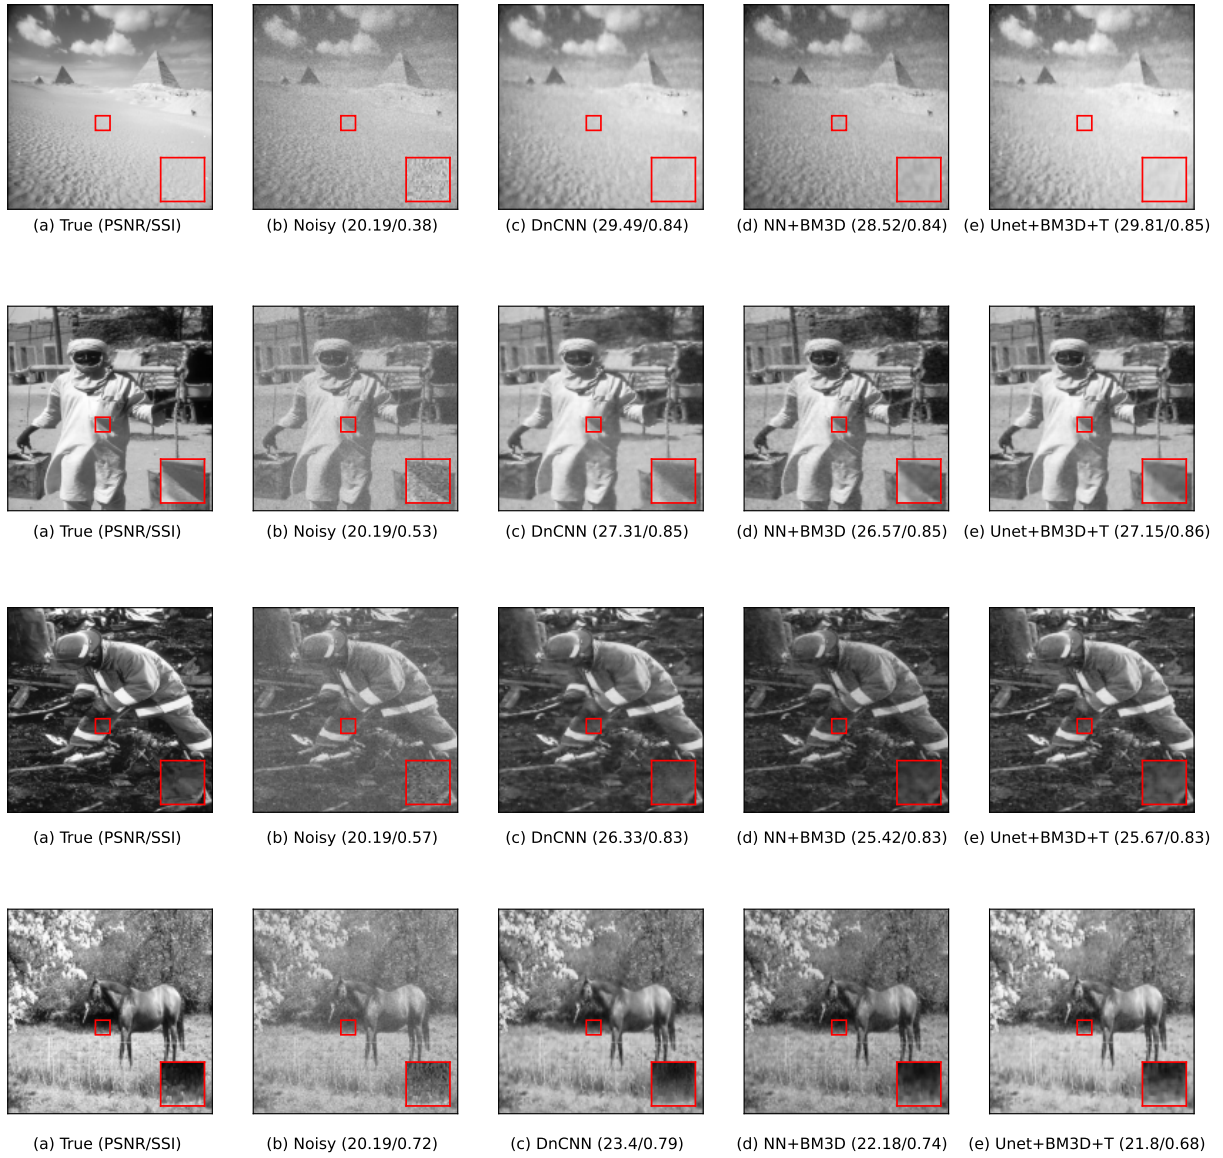 (a) True (PSNR/SSI) (b) Noisy (20.19/0.38) (c) DnCNN (29.49/0.84) (d) NN+BM3D (28.52/0.84) (e) Unet+BM3D+T (29.81/0.85)
(a) True (PSNR/SSI) (b) Noisy (20.19/0.53) (c) DnCNN (27.31/0.85) (d) NN+BM3D (26.57/0.85) (e) Unet+BM3D+T (27.15/0.86)
(a) True (PSNR/SSI) (b) Noisy (20.19/0.57) (c) DnCNN (26.33/0.83) (d) NN+BM3D (25.42/0.83) (e) Unet+BM3D+T (25.67/0.83)
(a) True (PSNR/SSI) (b) Noisy (20.19/0.72) (c) DnCNN (23.4/0.79) (d) NN+BM3D (22.18/0.74) (e) Unet+BM3D+T (21.8/0.68)